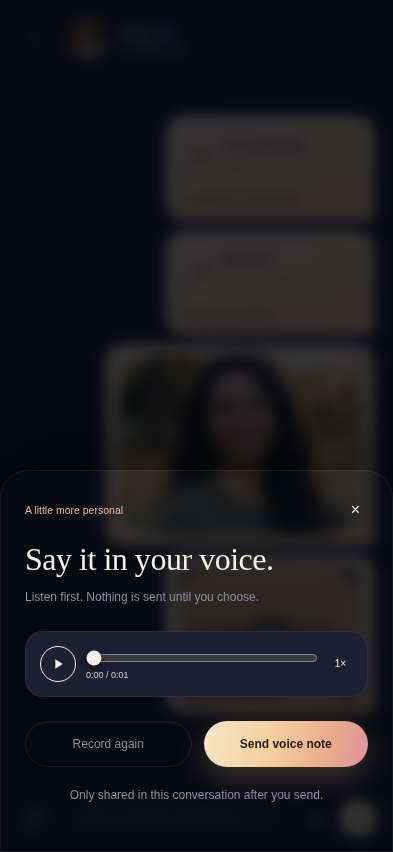 A little more personal
×
Say it in your voice.
Listen first. Nothing is sent until you choose.
0:00 / 0:01
1×
Record again
Send voice note
Only shared in this conversation after you send.